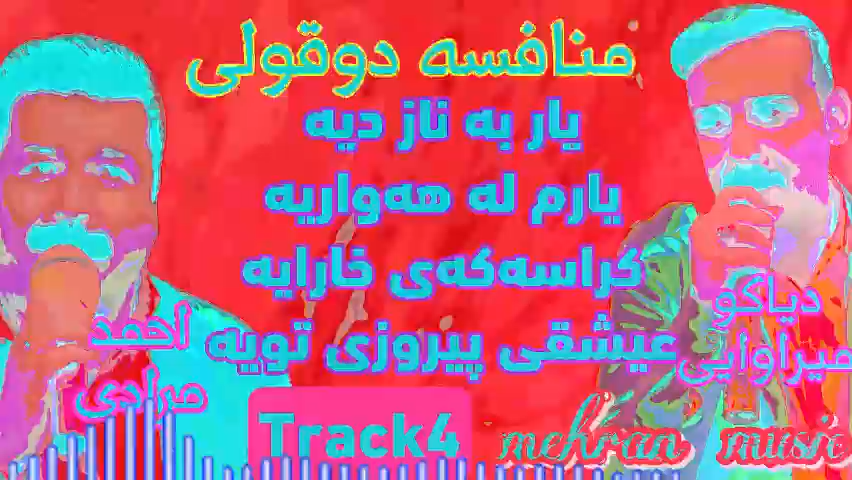 منافسه دوقولی
یار به ناز دیه
یارم له هەواریه
کراسەکەی خارایه
عیشقی پیروزی تویه
دیاکو
میراوایی
احمد
مرادی
Track4
mehran music